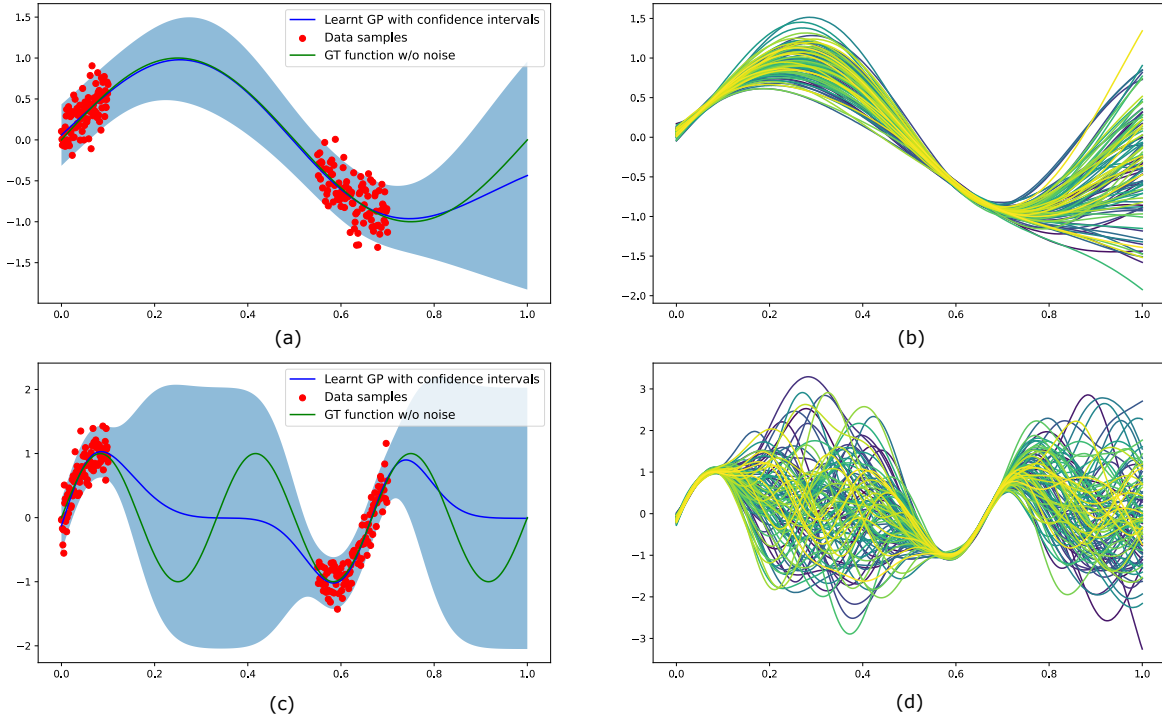 Learnt GP with confidence intervals
Data samples
GT function w/o noise
1.5
1.0
0.5
0.0
−0.5
−1.0
−1.5
0.0 0.2 0.4 0.6 0.8 1.0
(a)
1.5
1.0
0.5
0.0
−0.5
−1.0
−1.5
−2.0
0.0 0.2 0.4 0.6 0.8 1.0
(b)
Learnt GP with confidence intervals
Data samples
GT function w/o noise
2
1
0
−1
−2
0.0 0.2 0.4 0.6 0.8 1.0
(c)
3
2
1
0
−1
−2
−3
0.0 0.2 0.4 0.6 0.8 1.0
(d)